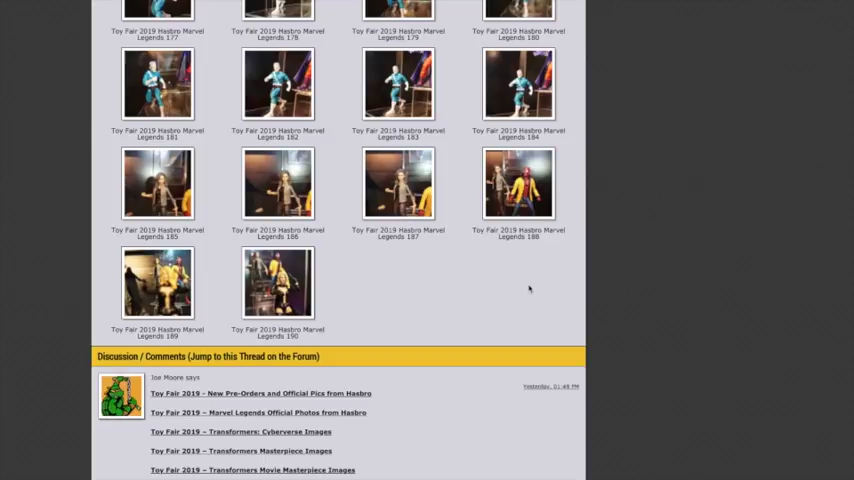 Toy Fair 2019 Hasbro Marvel Legends 177
Toy Fair 2019 Hasbro Marvel Legends 178
Toy Fair 2019 Hasbro Marvel Legends 179
Toy Fair 2019 Hasbro Marvel Legends 180
Toy Fair 2019 Hasbro Marvel Legends 181
Toy Fair 2019 Hasbro Marvel Legends 182
Toy Fair 2019 Hasbro Marvel Legends 183
Toy Fair 2019 Hasbro Marvel Legends 184
Toy Fair 2019 Hasbro Marvel Legends 185
Toy Fair 2019 Hasbro Marvel Legends 186
Toy Fair 2019 Hasbro Marvel Legends 187
Toy Fair 2019 Hasbro Marvel Legends 188
Toy Fair 2019 Hasbro Marvel Legends 189
Toy Fair 2019 Hasbro Marvel Legends 190
Discussion / Comments (Jump to this Thread on the Forum)
Joe Moore says
Yesterday, 01:48 PM
Toy Fair 2019 - New Pre-Orders and Official Pics from Hasbro
Toy Fair 2019 – Marvel Legends Official Photos from Hasbro
Toy Fair 2019 – Transformers: Cyberverse Images
Toy Fair 2019 – Transformers Masterpiece Images
Toy Fair 2019 – Transformers Movie Masterpiece Images